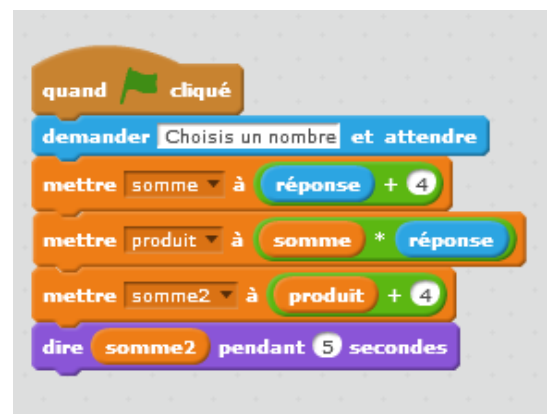 quand cliqué
demander Choisis un nombre et attendre
mettre somme à réponse + 4
mettre produit à somme * réponse
mettre somme2 à produit + 4
dire somme2 pendant 5 secondes